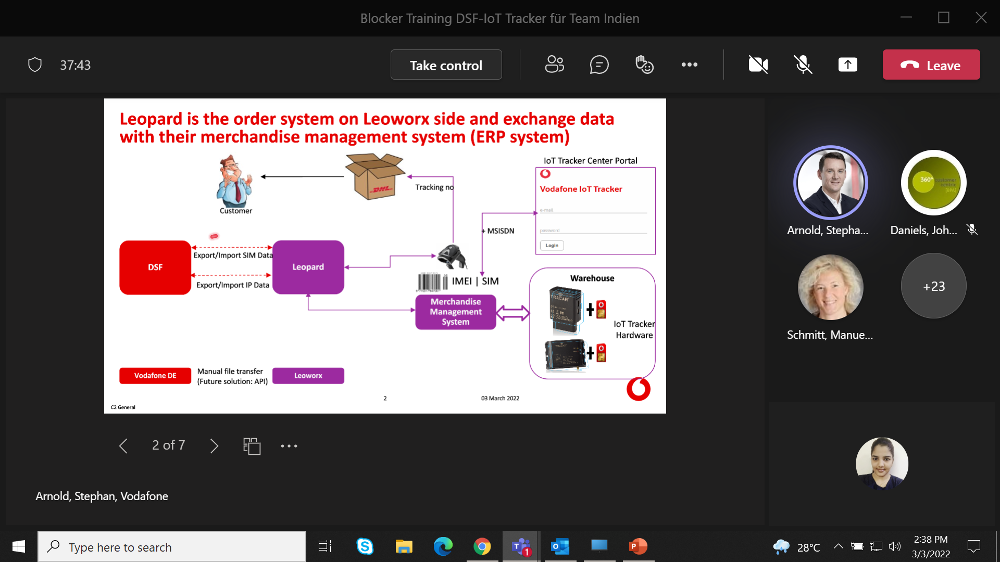 Blocker Training DSF-IoT Tracker für Team Indien
37:43
Take control
Leave
Leopard is the order system on Leoworx side and exchange data
with their merchandise management system (ERP system)
IoT Tracker Center Portal
Vodafone IoT Tracker
e-mail
password
Login
DHL
Tracking no
Customer
+ MSISDN
DSF
Export/Import SIM Data
Export/Import IP Data
Leopard
IMEI | SIM
Merchandise
Management
System
Warehouse
TRACAR
+
IoT Tracker
Hardware
TRACAR
+
Vodafone DE
Manual file transfer
(Future solution: API)
Leoworx
2
03 March 2022
C2 General
Arnold, Stepha...
360° customer
centric
[BPA]
Daniels, Joh...
Schmitt, Manue...
+23
2 of 7
Arnold, Stephan, Vodafone
Type here to search
1
28°C
2:38 PM
3/3/2022